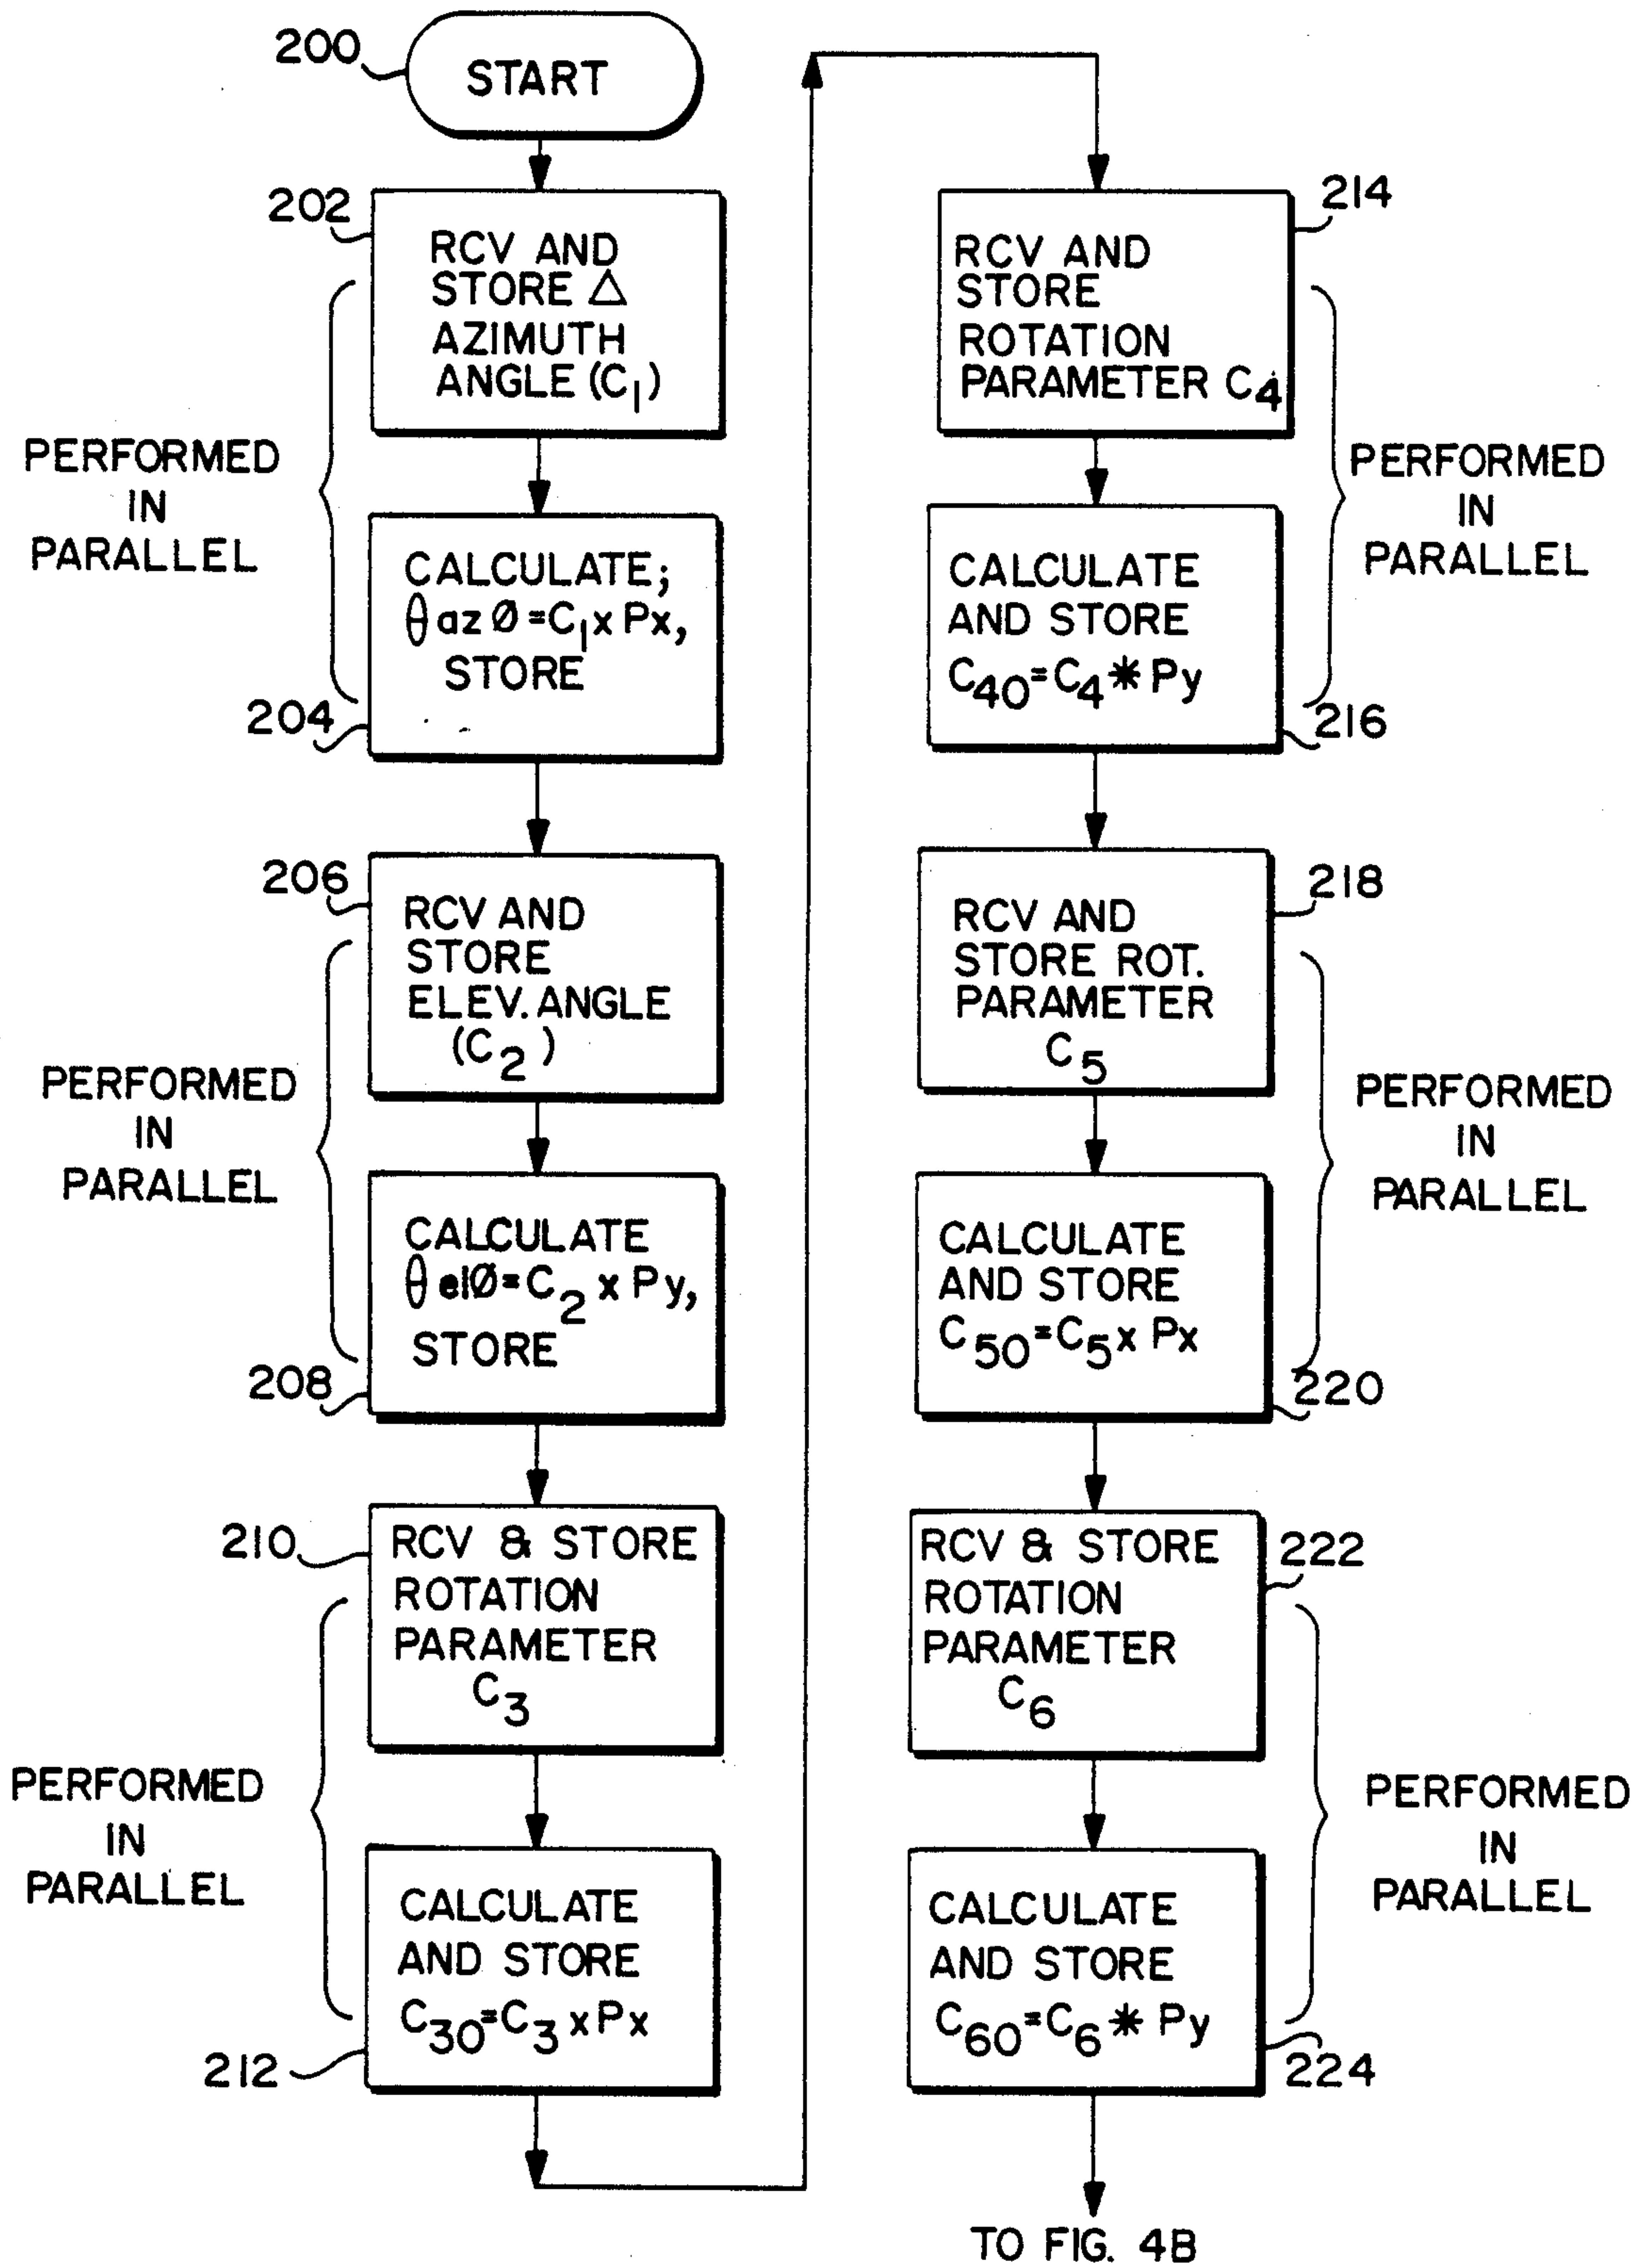 200
START
202
RCV AND
STORE △
AZIMUTH
ANGLE (C₁)
PERFORMED
IN
PARALLEL
CALCULATE;
θ az Ø = C₁ x Px,
STORE
204
206
RCV AND
STORE
ELEV. ANGLE
(C₂)
PERFORMED
IN
PARALLEL
CALCULATE
θ elØ = C₂ x Py,
STORE
208
210
RCV & STORE
ROTATION
PARAMETER
C₃
PERFORMED
IN
PARALLEL
CALCULATE
AND STORE
C₃₀ = C₃ x Px
212
214
RCV AND
STORE
ROTATION
PARAMETER C₄
PERFORMED
IN
PARALLEL
CALCULATE
AND STORE
C₄₀ = C₄ * Py
216
218
RCV AND
STORE ROT.
PARAMETER
C₅
PERFORMED
IN
PARALLEL
CALCULATE
AND STORE
C₅₀ = C₅ x Px
220
222
RCV & STORE
ROTATION
PARAMETER
C₆
PERFORMED
IN
PARALLEL
CALCULATE
AND STORE
C₆₀ = C₆ * Py
224
TO FIG. 4B